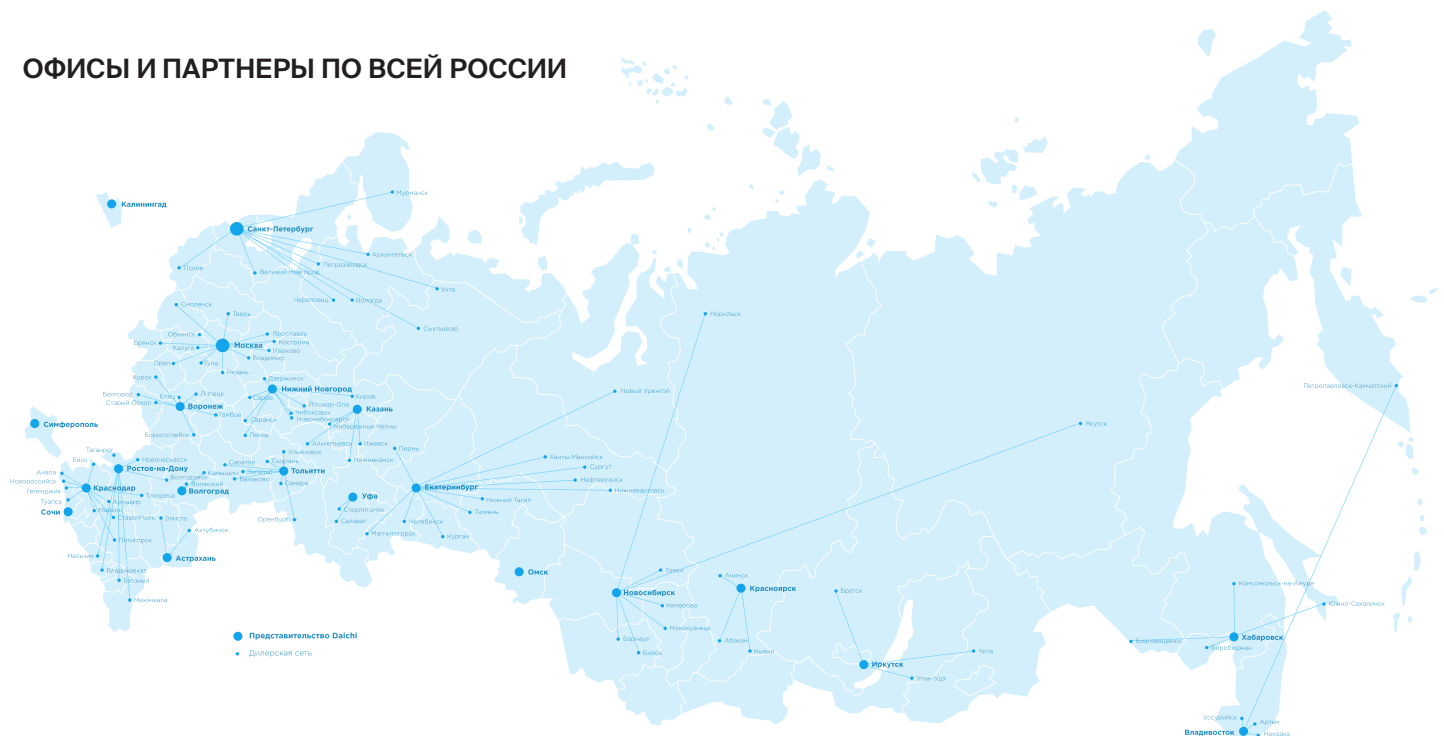 ОФИСЫ И ПАРТНЕРЫ ПО ВСЕЙ РОССИИ
Мурманск
Калининград
Санкт-Петербург
Архангельск
Петрозаводск
Псков
Великий Новгород
Ухта
Череповец
Вологда
Смоленск
Тверь
Норильск
Сыктывкар
Обнинск
Ярославль
Брянск
Калуга
Москва
Кострома
Иваново
Владимир
Орел
Тула
Рязань
Курск
Дзержинск
Петропавловск-Камчатский
Нижний Новгород
Новый Уренгой
Белгород
Елец
Липецк
Саров
Киров
Старый Оскол
Воронеж
Йошкар-Ола
Казань
Тамбов
Чебоксары
Новочебоксарск
Саранск
Симферополь
Набережные Челны
Якутск
Борисоглебск
Пенза
Альметьевск
Ижевск
Пермь
Таганрог
Ульяновск
Ейск
Новочеркасск
Саратов
Сызрань
Нижнекамск
Ханты-Мансийск
Ростов-на-Дону
Сургут
Анапа
Камышин
Энгельс
Тольятти
Новороссийск
Волгодонск
Балаково
Нефтеюганск
Волжский
Самара
Геленджик
Краснодар
Волгоград
Екатеринбург
Нижневартовск
Тихорецк
Уфа
Туапсе
Армавир
Нижний Тагил
Сочи
Майкоп
Стерлитамак
Тюмень
Ставрополь
Элиста
Оренбург
Салават
Челябинск
Ахтубинск
Магнитогорск
Курган
Пятигорск
Нальчик
Астрахань
Владикавказ
Омск
Томск
Грозный
Ачинск
Комсомольск-на-Амуре
Новосибирск
Красноярск
Братск
Махачкала
Кемерово
Южно-Сахалинск
Новокузнецк
Представительство Daichi
Барнаул
Абакан
Хабаровск
Благовещенск
Биробиджан
Дилерская сеть
Бийск
Кызыл
Чита
Иркутск
Улан-Удэ
Уссурийск
Артем
Владивосток
Находка